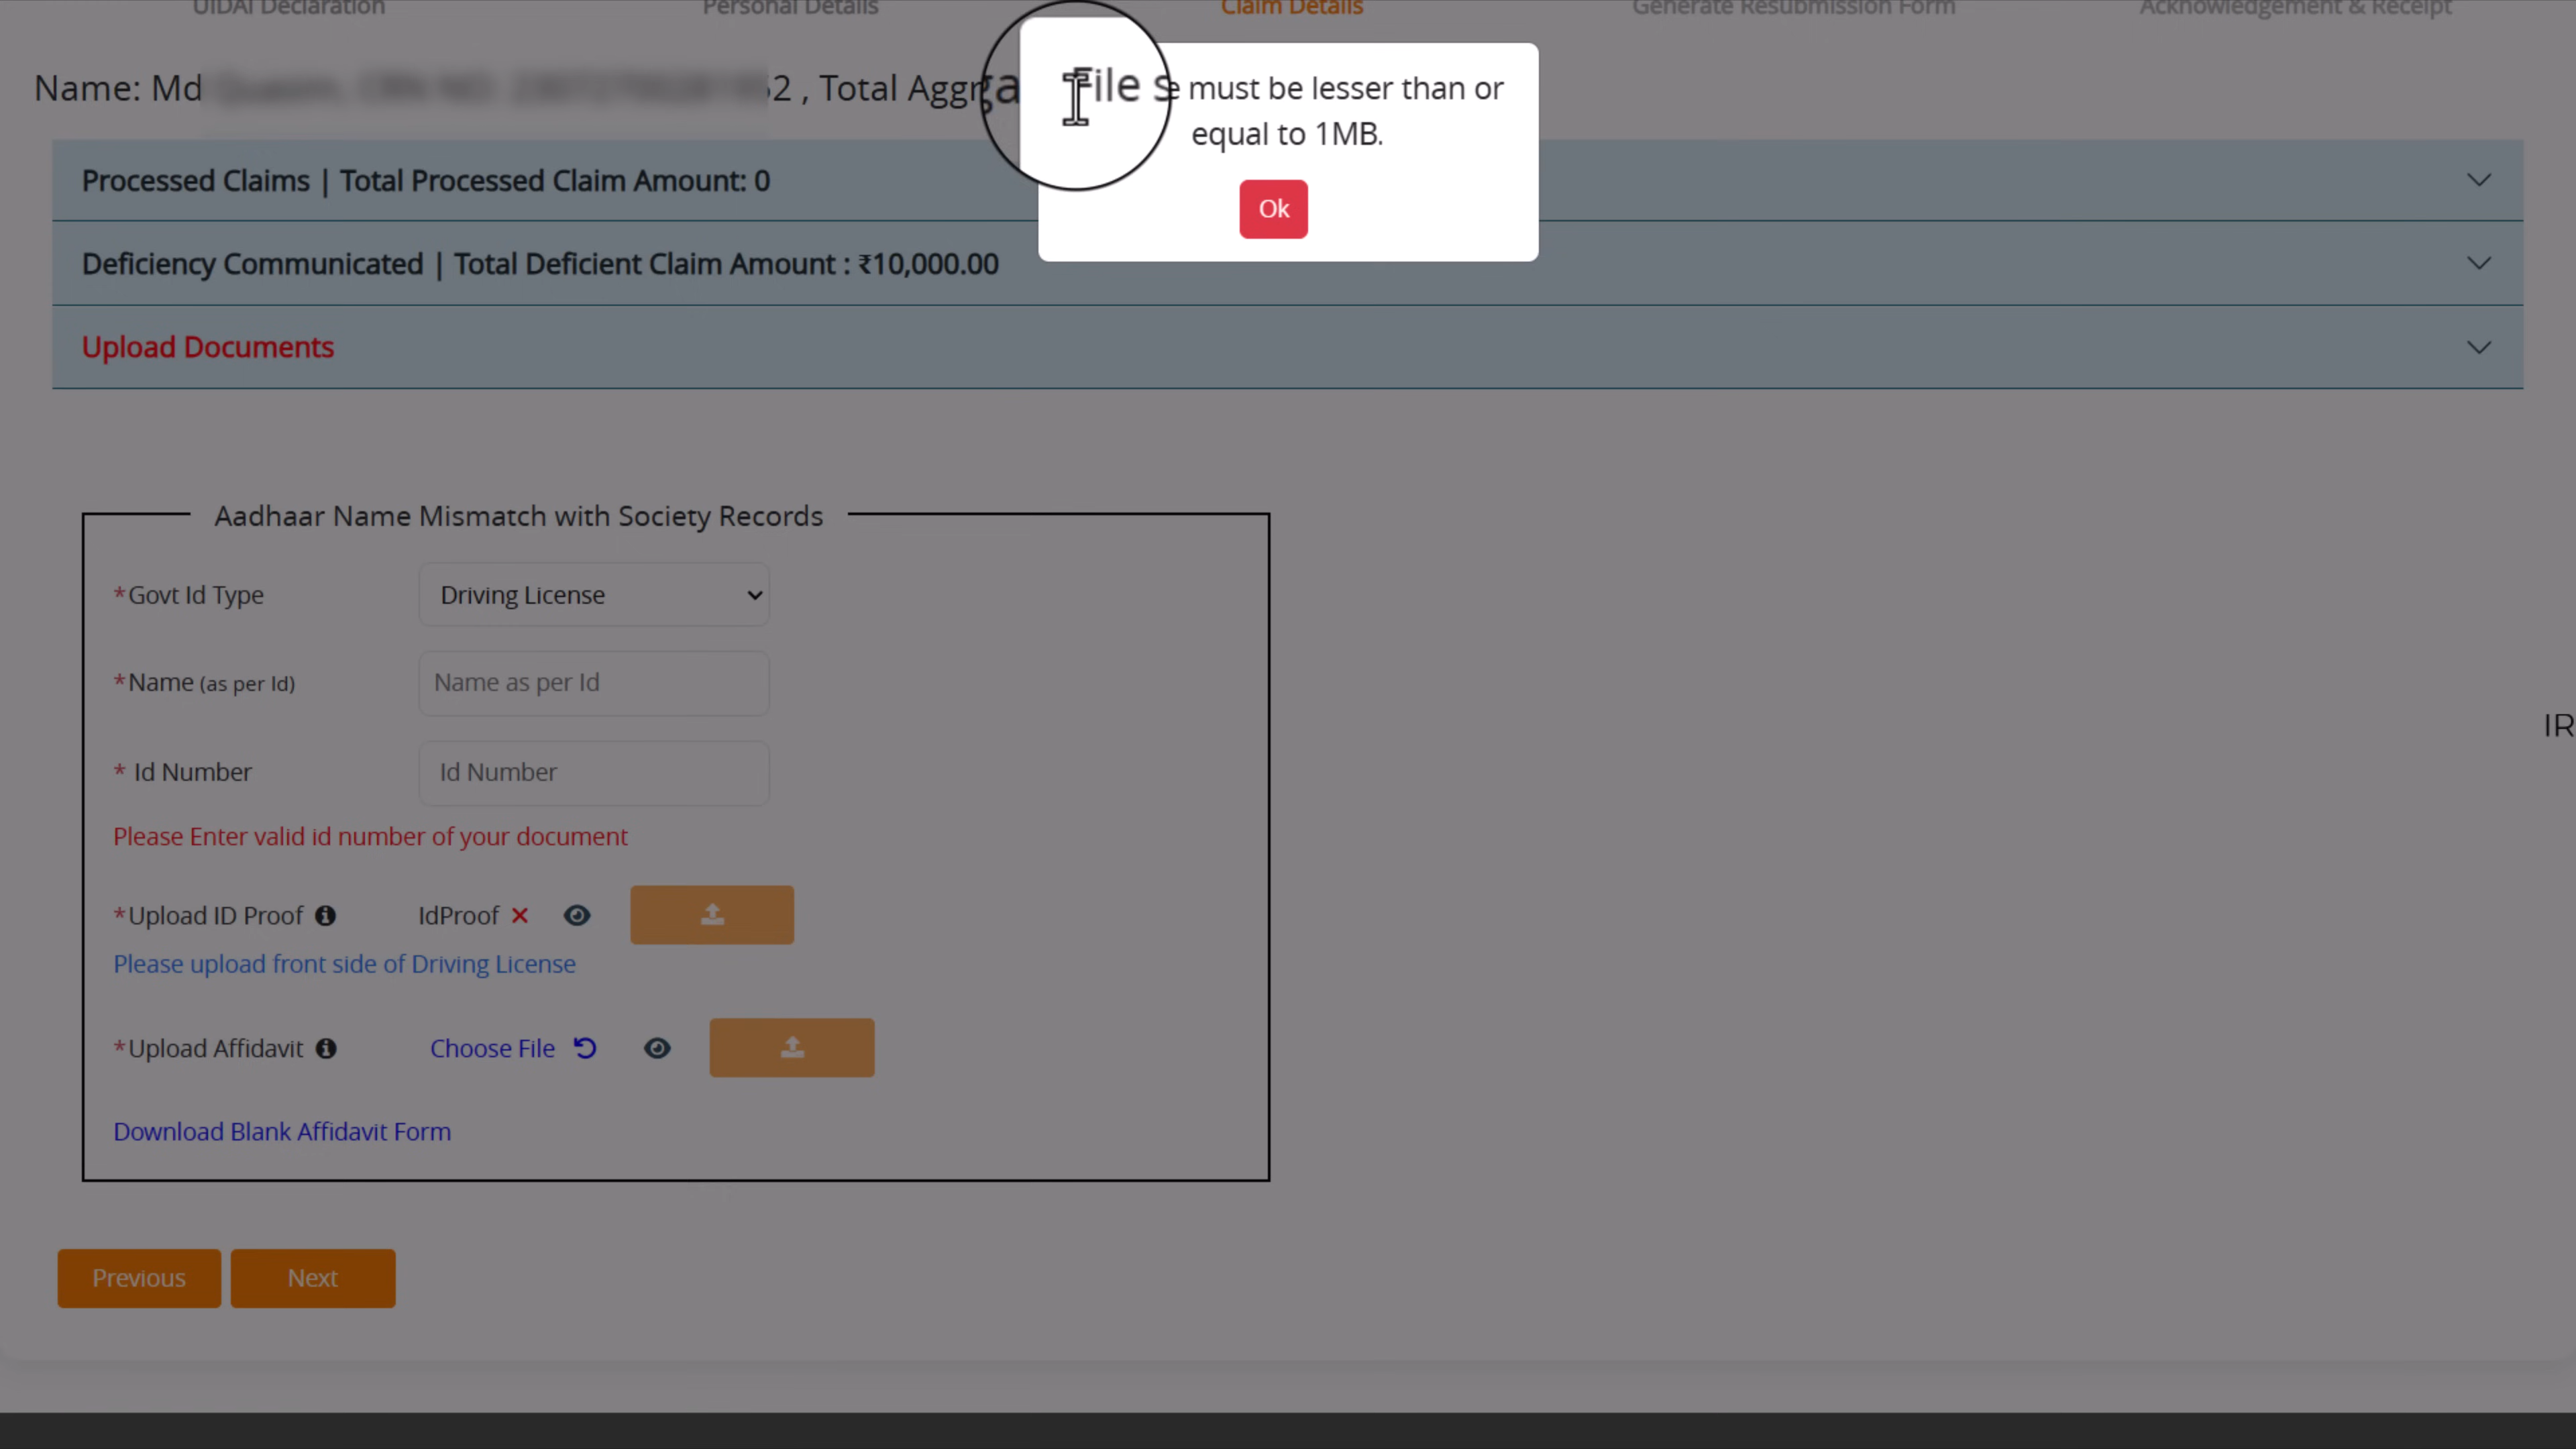 UIDAI Declaration
Personal Details
Claim Details
Generate Resubmission Form
Acknowledgement & Receipt
Name: Md 52 , Total Aggrga
File s e must be lesser than or
equal to 1MB.
Ok
Processed Claims | Total Processed Claim Amount: 0
Deficiency Communicated | Total Deficient Claim Amount : ₹10,000.00
Upload Documents
Aadhaar Name Mismatch with Society Records
*Govt Id Type Driving License
*Name (as per Id) Name as per Id
* Id Number Id Number
Please Enter valid id number of your document
*Upload ID Proof IdProof
Please upload front side of Driving License
*Upload Affidavit Choose File
Download Blank Affidavit Form
Previous
Next
IR